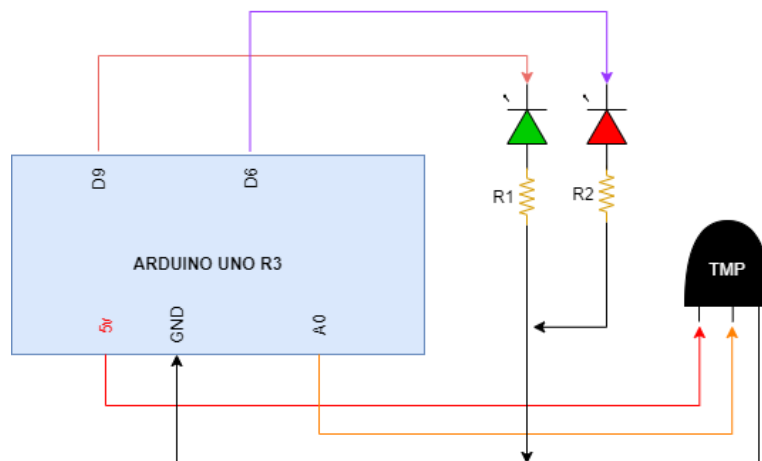 D9
D6
R1
R2
ARDUINO UNO R3
TMP
5v
GND
A0